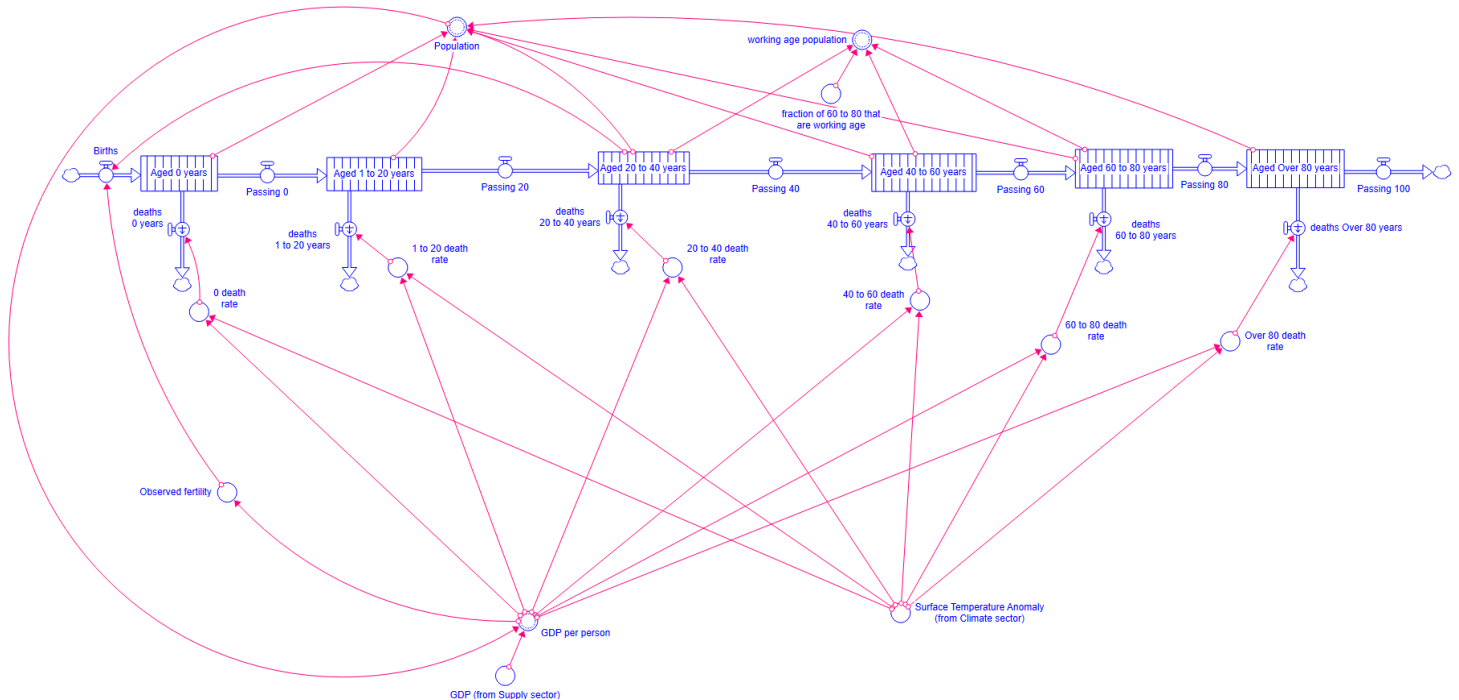 Population
working age population
fraction of 60 to 80 that
are working age
Births
Aged 0 years
Passing 0
Aged 1 to 20 years
Passing 20
Aged 20 to 40 years
Passing 40
Aged 40 to 60 years
Passing 60
Aged 60 to 80 years
Passing 80
Aged Over 80 years
Passing 100
deaths
0 years
deaths
1 to 20 years
1 to 20 death
rate
deaths
20 to 40 years
20 to 40 death
rate
deaths
40 to 60 years
deaths
60 to 80 years
deaths Over 80 years
0 death
rate
40 to 60 death
rate
60 to 80 death
rate
Over 80 death
rate
Observed fertility
GDP per person
Surface Temperature Anomaly
(from Climate sector)
GDP (from Supply sector)